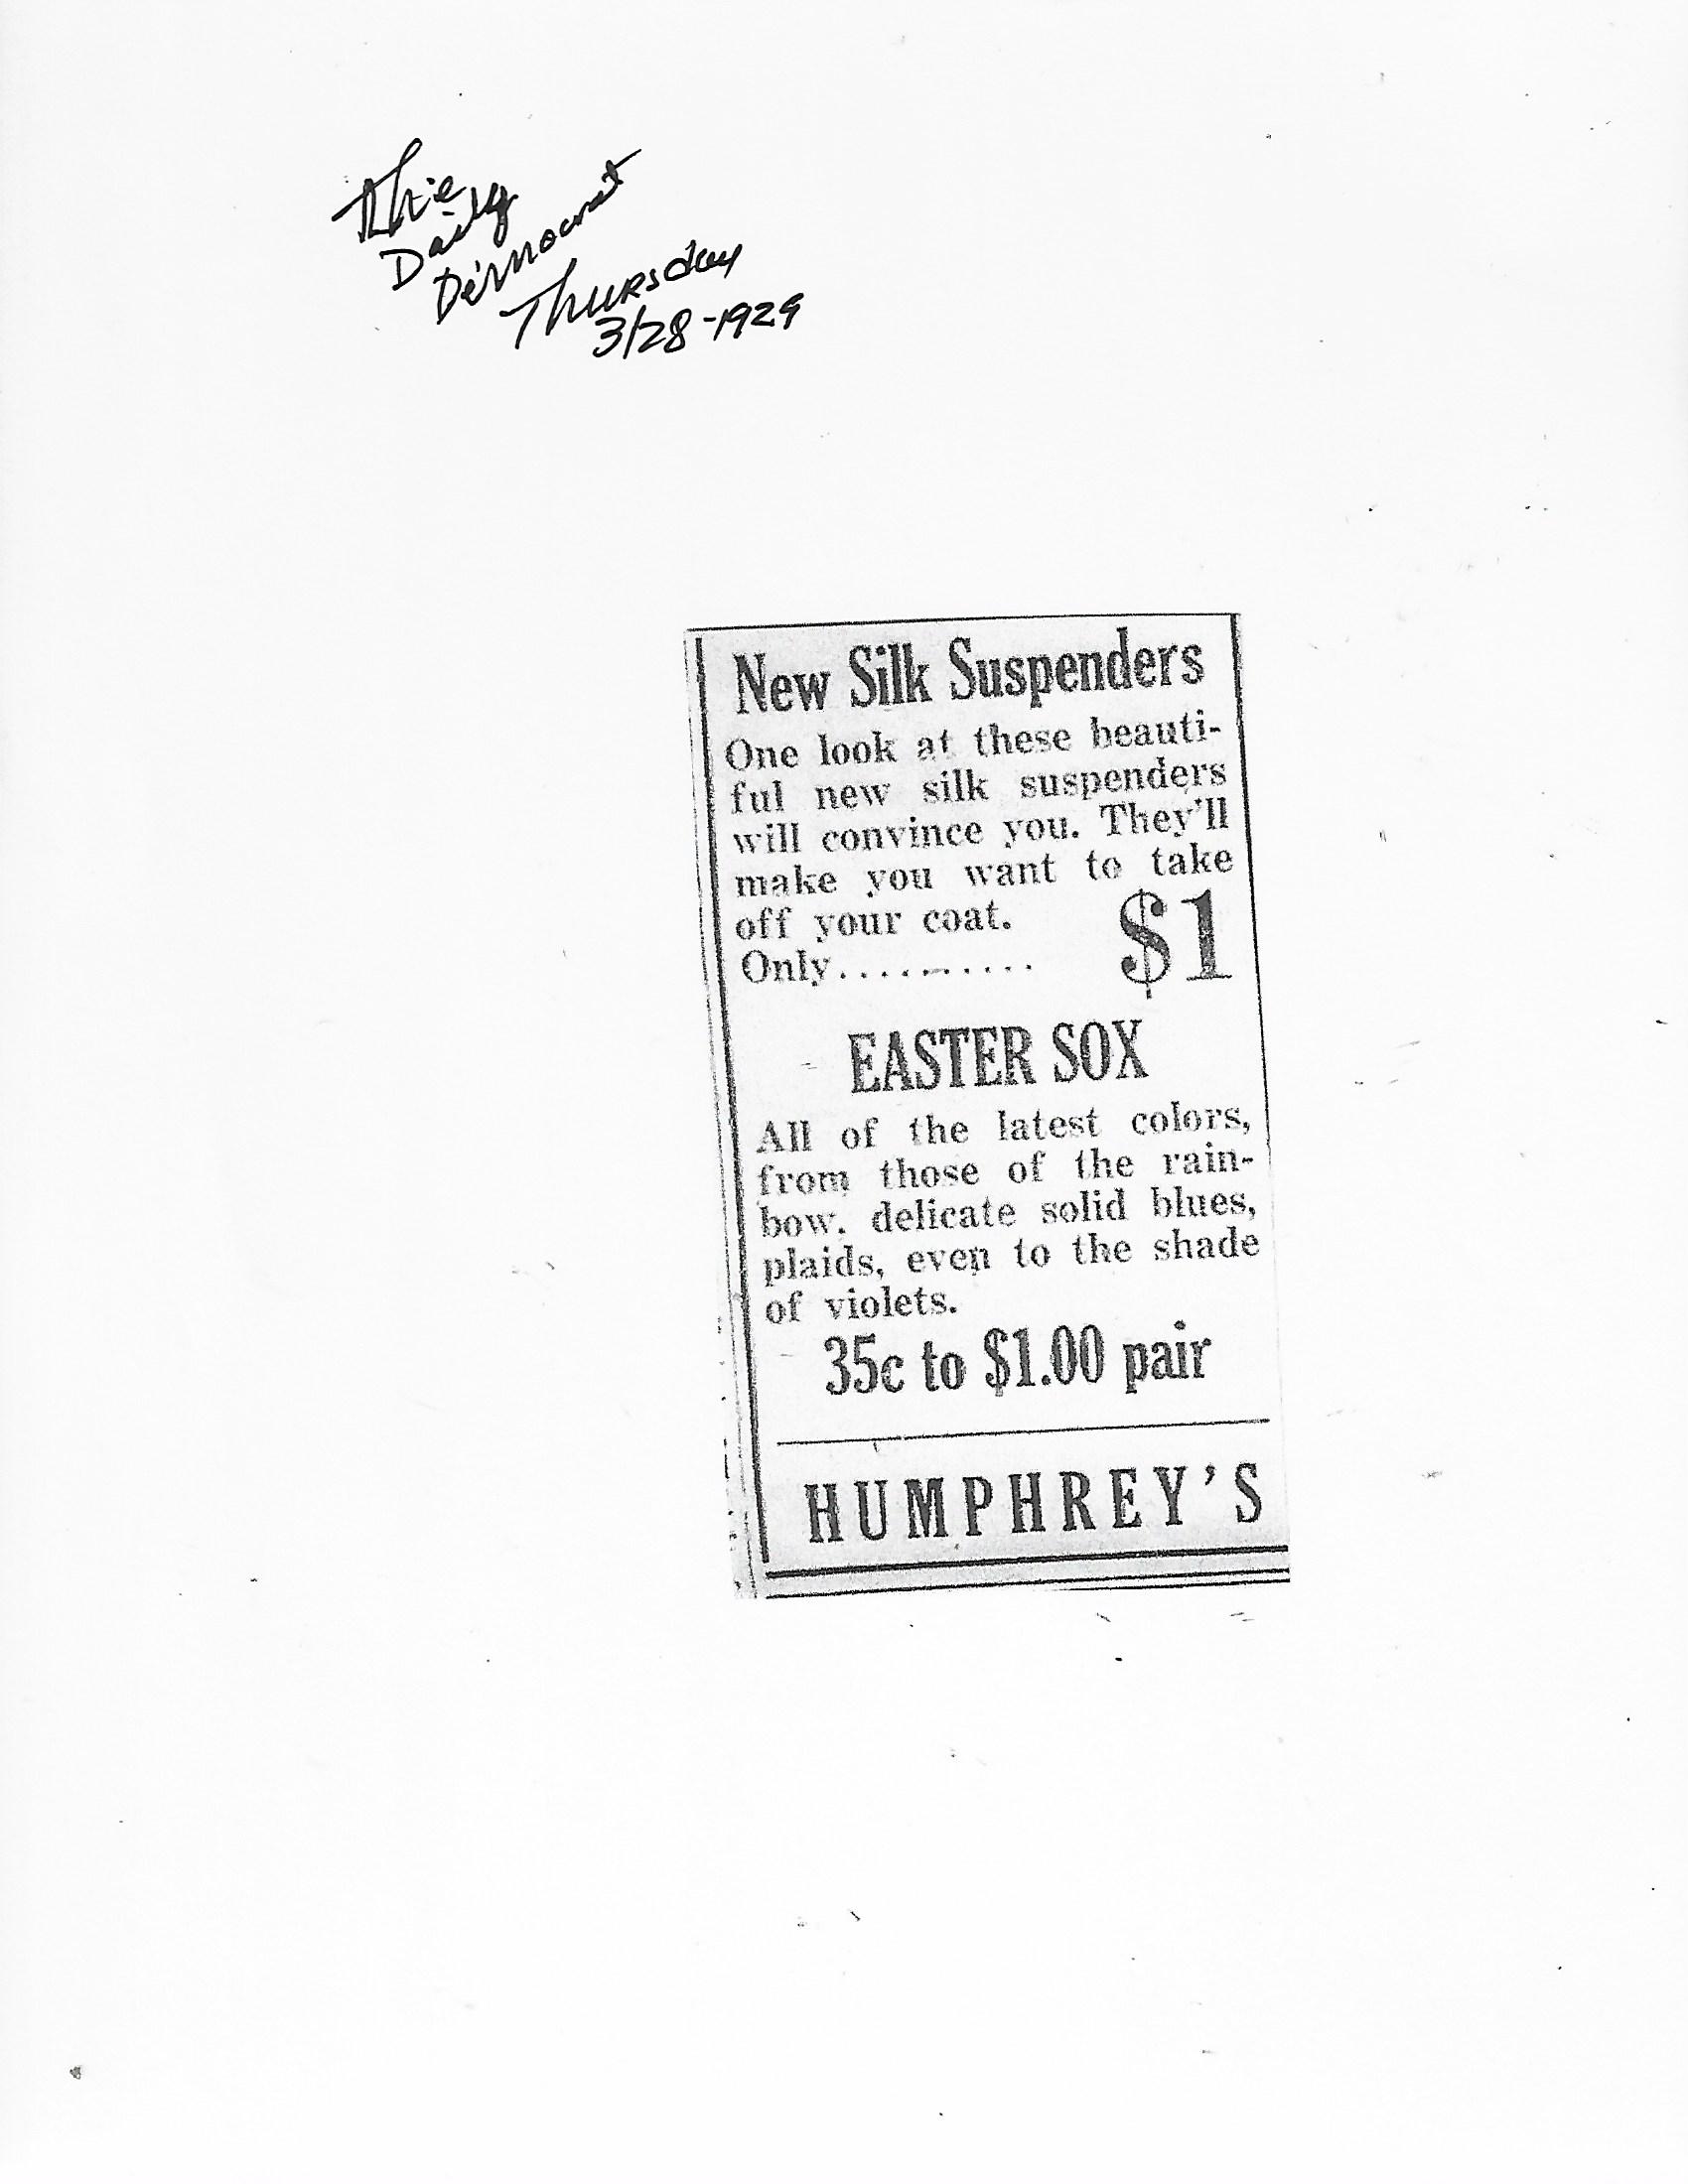 The
Daily
Democrat
Thursday
3/28-1929
New Silk Suspenders
One look at these beauti-
ful new silk suspenders
will convince you. They'll
make you want to take
off your coat.
Only.......... $1
EASTER SOX
All of the latest colors,
from those of the rain-
bow, delicate solid blues,
plaids, even to the shade
of violets.
35c to $1.00 pair
HUMPHREY'S